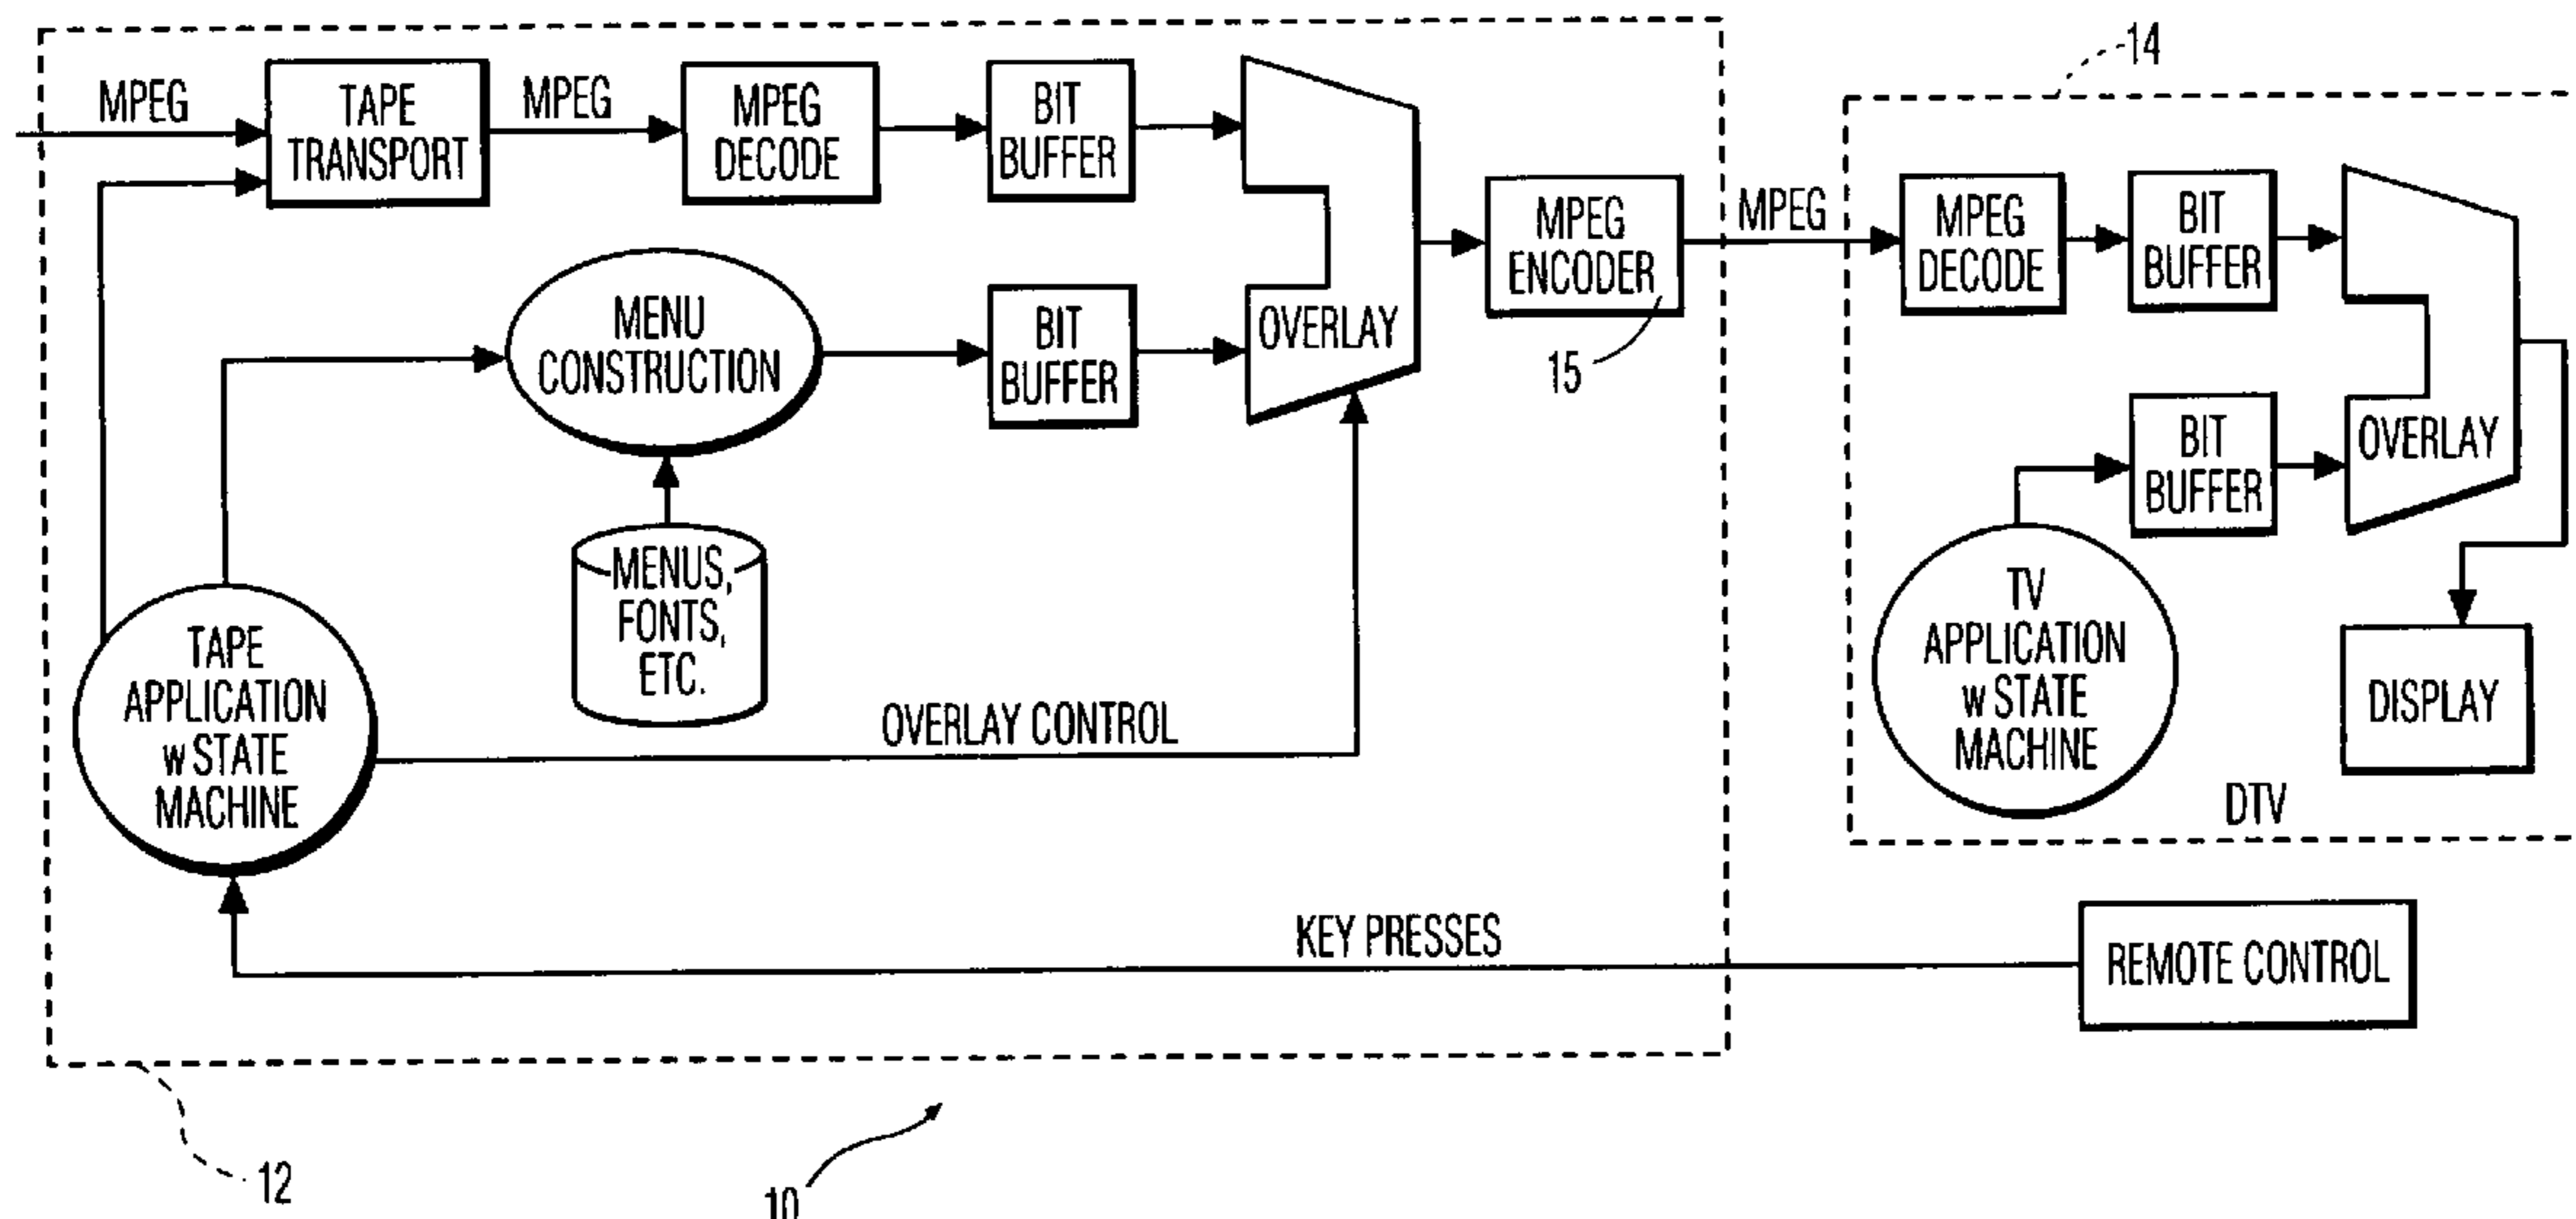 14
MPEG
TAPE
TRANSPORT
MPEG
MPEG
DECODE
BIT
BUFFER
MPEG
ENCODER
15
MPEG
MPEG
DECODE
BIT
BUFFER
MENU
CONSTRUCTION
BIT
BUFFER
OVERLAY
BIT
BUFFER
OVERLAY
MENUS,
FONTS,
ETC.
TAPE
APPLICATION
w STATE
MACHINE
OVERLAY CONTROL
TV
APPLICATION
w STATE
MACHINE
DISPLAY
DTV
KEY PRESSES
REMOTE CONTROL
12
10